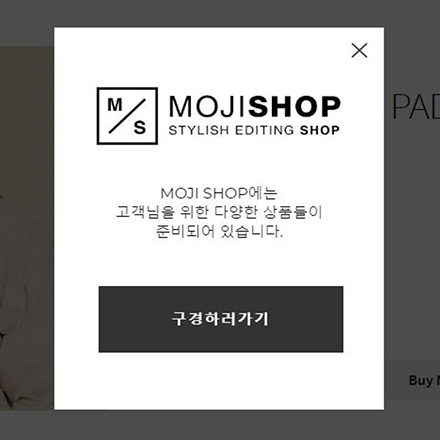 M
S
MOJISHOP
STYLISH EDITING SHOP
PAD
MOJI SHOP에는
고객님을 위한 다양한 상품들이
준비되어 있습니다.
구경하러가기
Buy